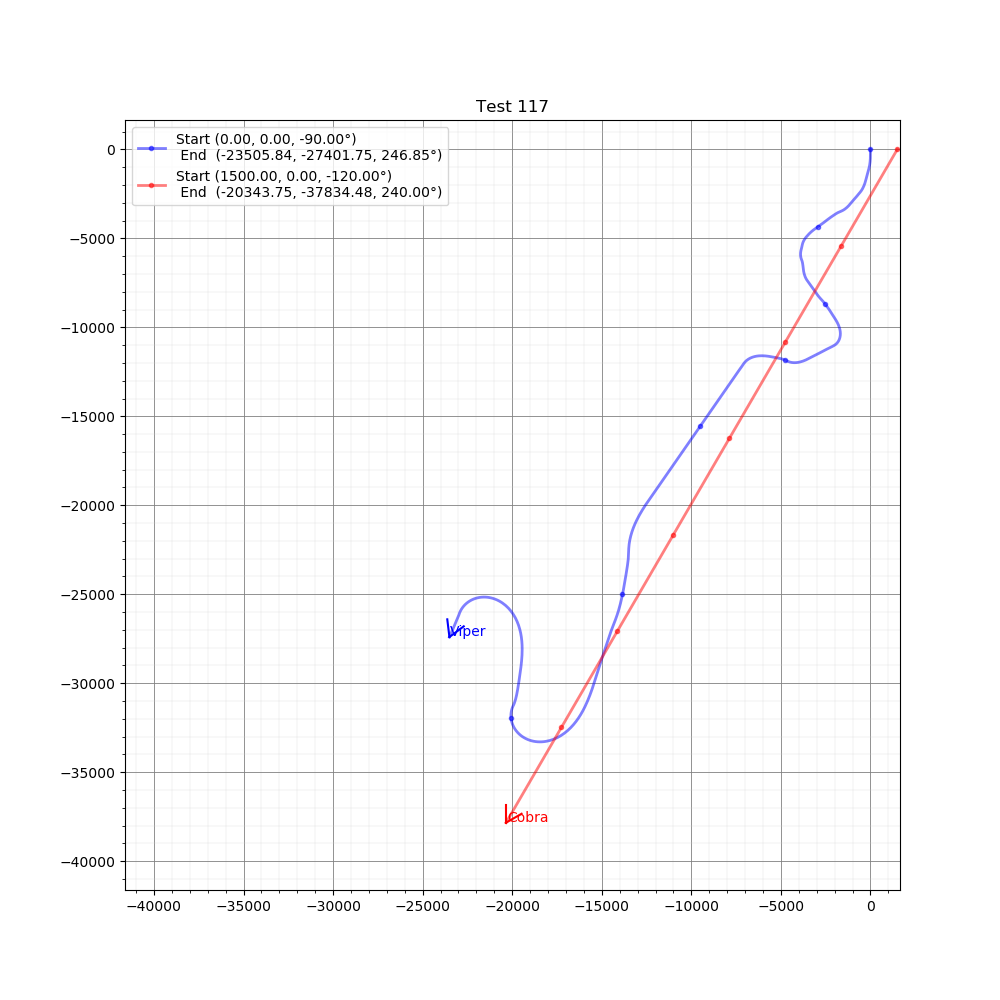 Test 117
Start (0.00, 0.00, -90.00°)
End (-23505.84, -27401.75, 246.85°)
Start (1500.00, 0.00, -120.00°)
End (-20343.75, -37834.48, 240.00°)
0
−5000
−10000
−15000
−20000
−25000
−30000
−35000
−40000
Viper
Cobra
−40000 −35000 −30000 −25000 −20000 −15000 −10000 −5000 0